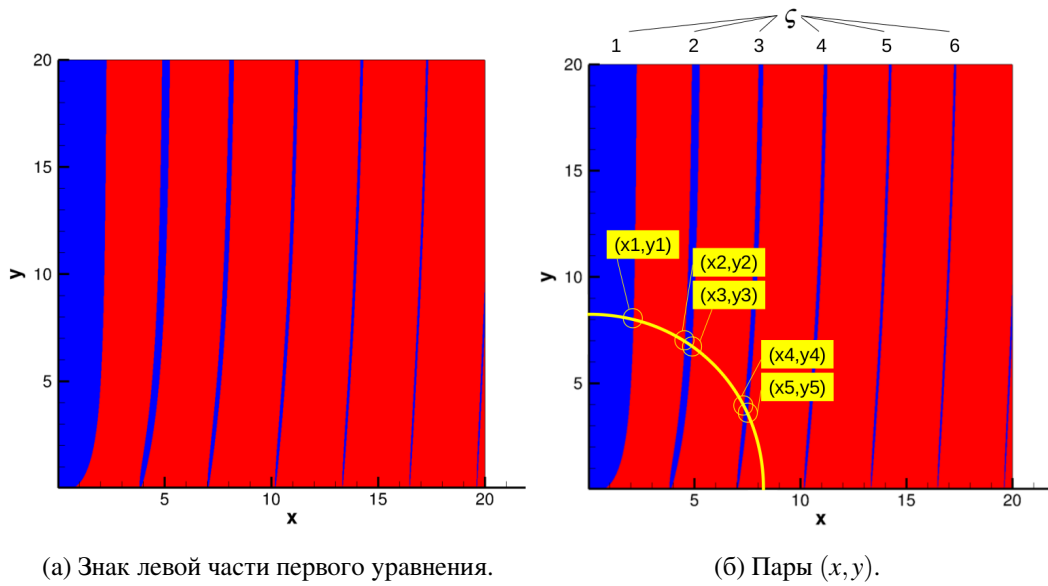 ς
1 2 3 4 5 6
20
15
10
5
y
5 10 15 20
x
20
15
10
5
y
5 10 15 20
x
(x1,y1)
(x2,y2)
(x3,y3)
(x4,y4)
(x5,y5)
(а) Знак левой части первого уравнения.
(б) Пары (x,y).